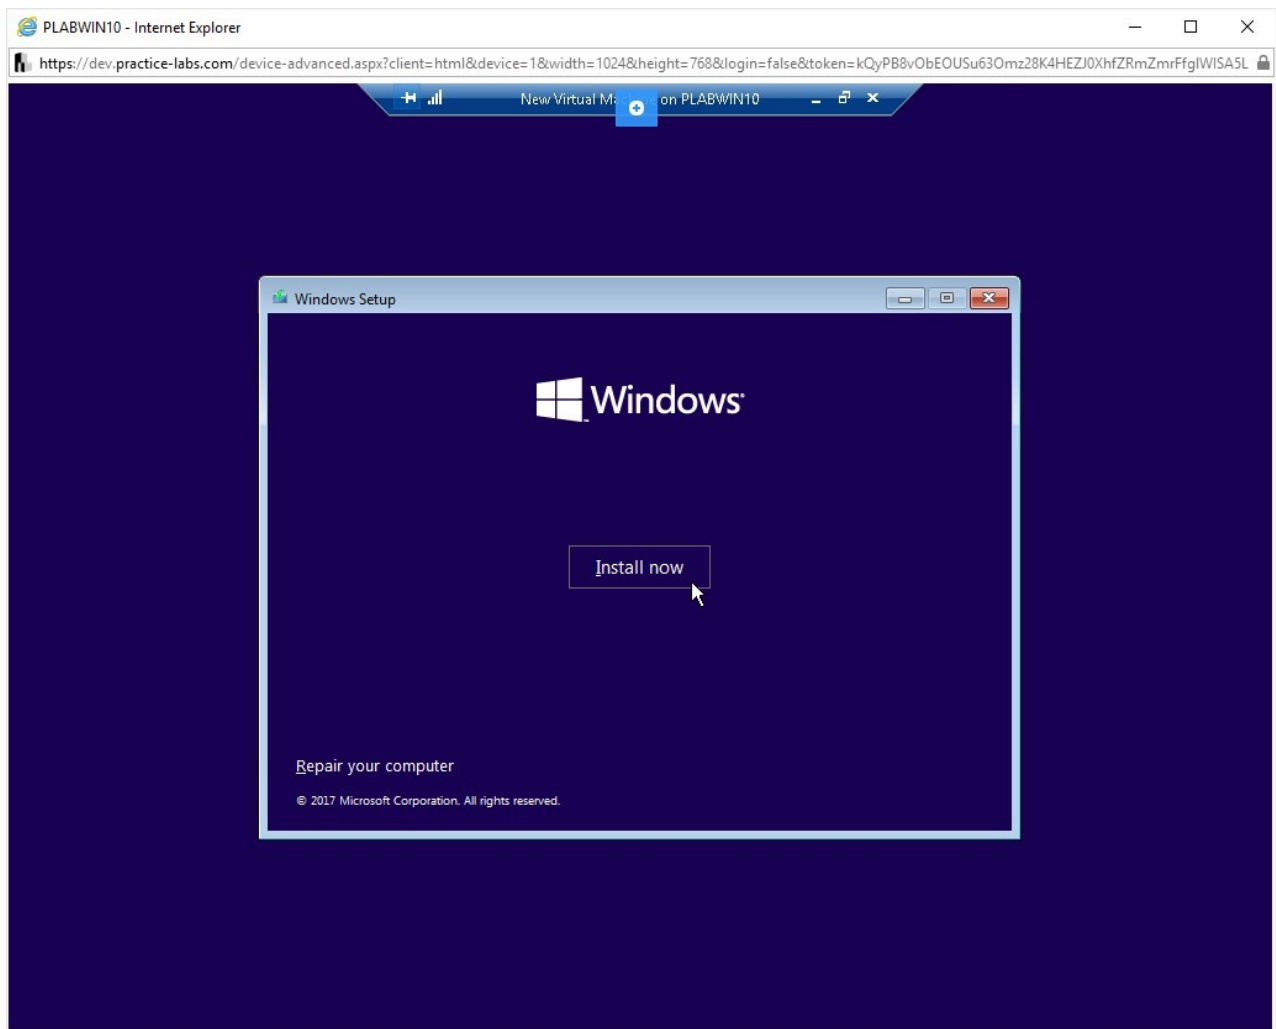 PLABWIN10 - Internet Explorer
https://dev.practice-labs.com/device-advanced.aspx?client=html&device=1&width=1024&height=768&login=false&token=kQyPB8vObEOUSu63Omz28K4HEZJ0XhfZRmZmrFfgIWISA5L
New Virtual Ma on PLABWIN10
Windows Setup
Windows
Install now
Repair your computer
© 2017 Microsoft Corporation. All rights reserved.